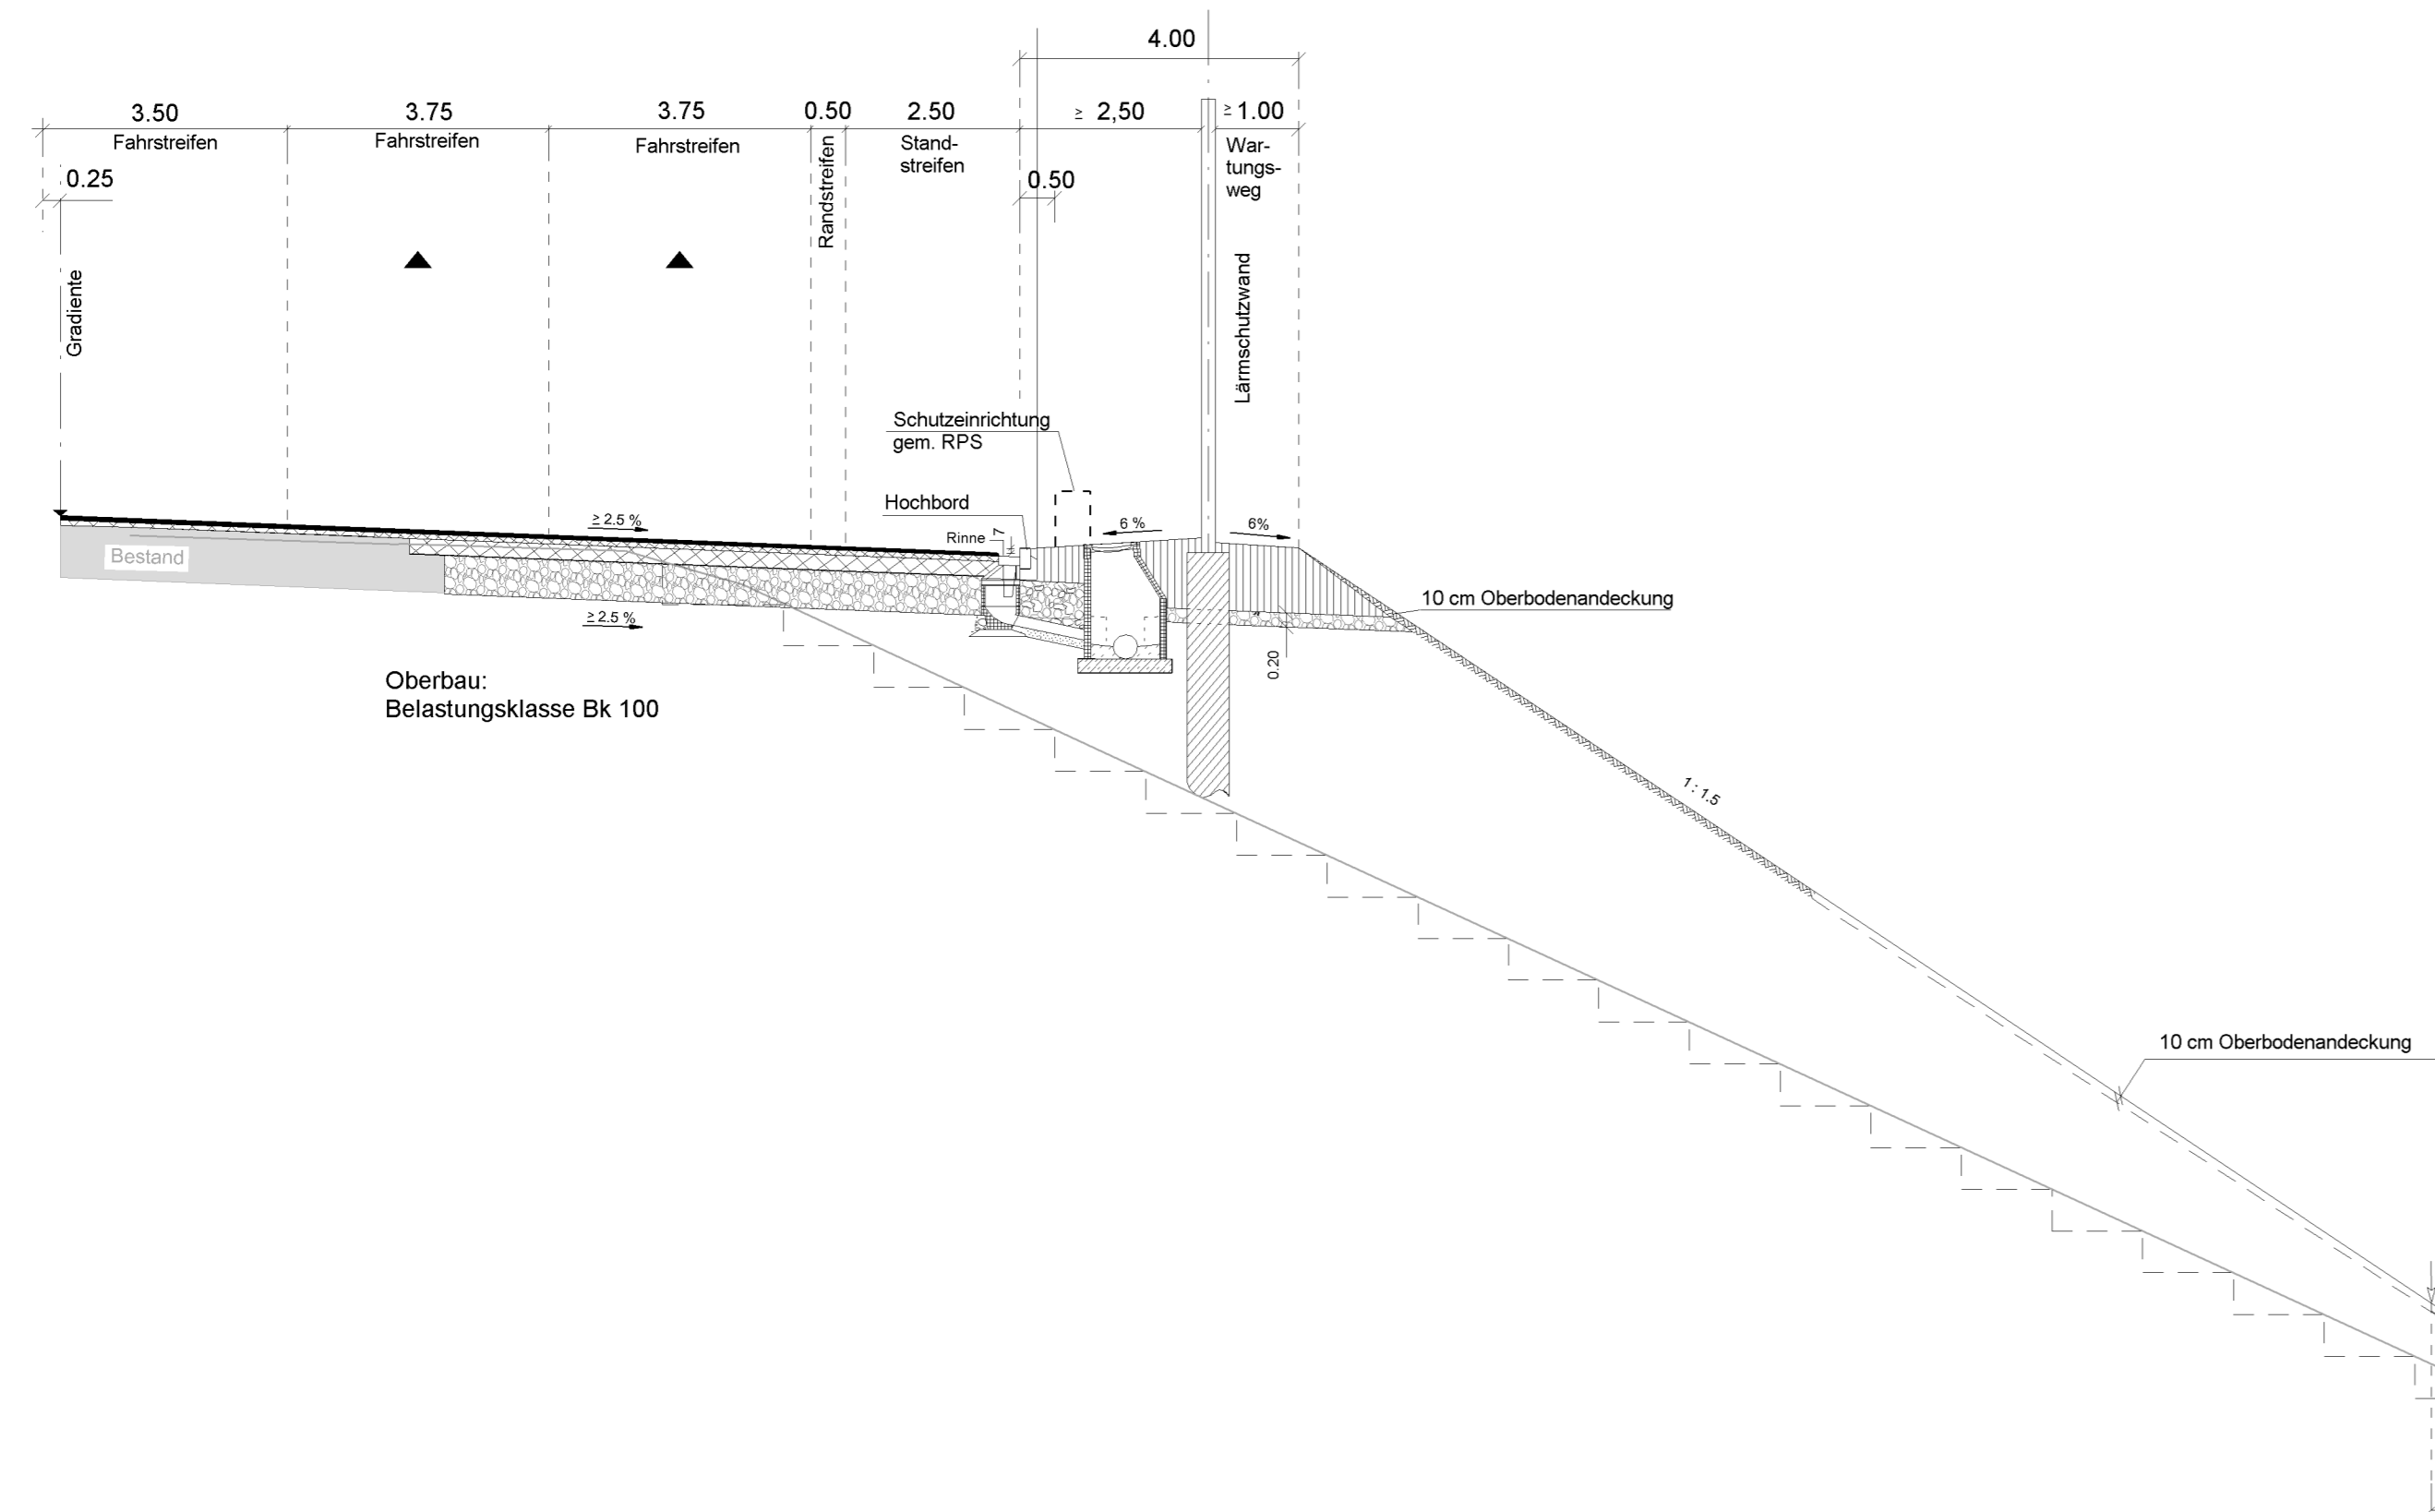 4.00
3.50
3.75
3.75
0.50
2.50
≥ 2,50
≥ 1.00
Fahrstreifen
Fahrstreifen
Fahrstreifen
Randstreifen
Stand-
streifen
War-
tungs-
weg
0.25
0.50
Gradiente
Lärmschutzwand
Schutzeinrichtung
gem. RPS
Hochbord
Rinne
7
≥ 2.5 %
6 %
6%
Bestand
10 cm Oberbodenandeckung
≥ 2.5 %
0.20
Oberbau:
Belastungsklasse Bk 100
1 : 1.5
10 cm Oberbodenandeckung